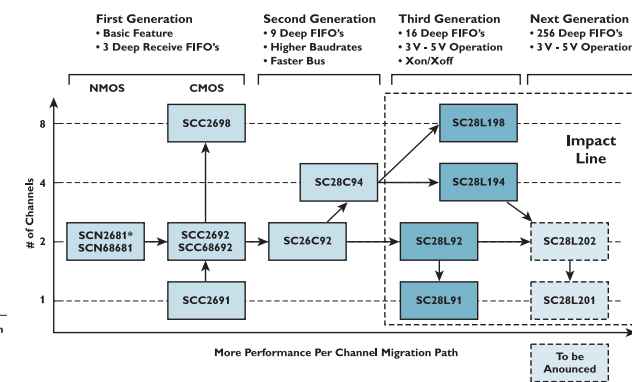 First Generation
• Basic Feature
• 3 Deep Receive FIFO's
Second Generation
• 9 Deep FIFO's
• Higher Baudrates
• Faster Bus
Third Generation
• 16 Deep FIFO's
• 3 V - 5 V Operation
• Xon/Xoff
Next Generation
• 256 Deep FIFO's
• 3 V - 5 V Operation
NMOS
CMOS
# of Channels
8
SCC2698
SC28L198
Impact
Line
4
SC28C94
SC28L194
2
SCN2681*
SCN68681
SCC2692
SCC68692
SC26C92
SC28L92
SC28L202
1
SCC2691
SC28L91
SC28L201
n
More Performance Per Channel Migration Path
To be
Anounced